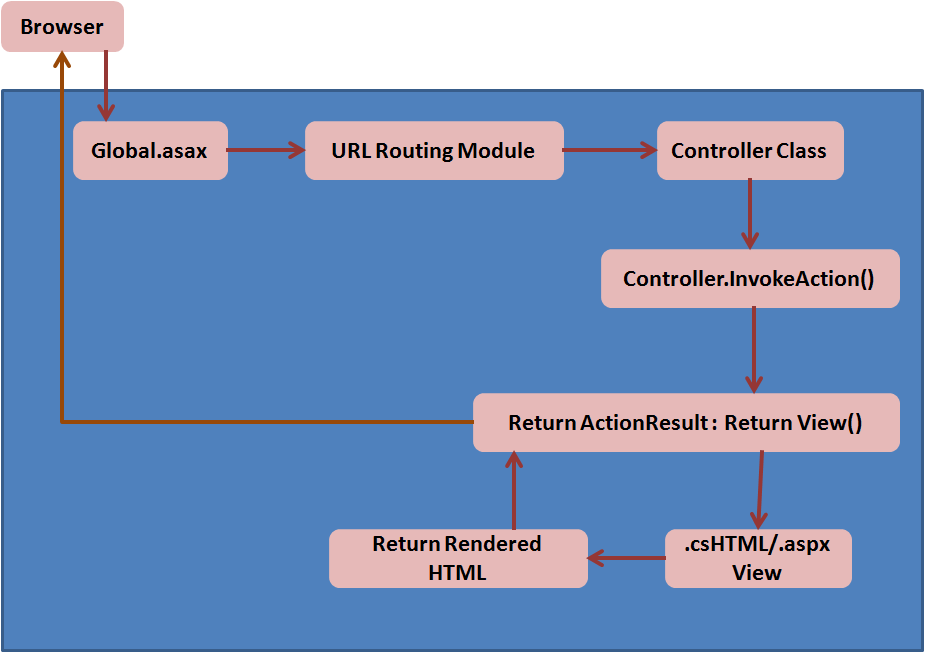 Browser
Global.asax
URL Routing Module
Controller Class
Controller.InvokeAction()
Return ActionResult : Return View()
Return Rendered
HTML
.csHTML/.aspx
View